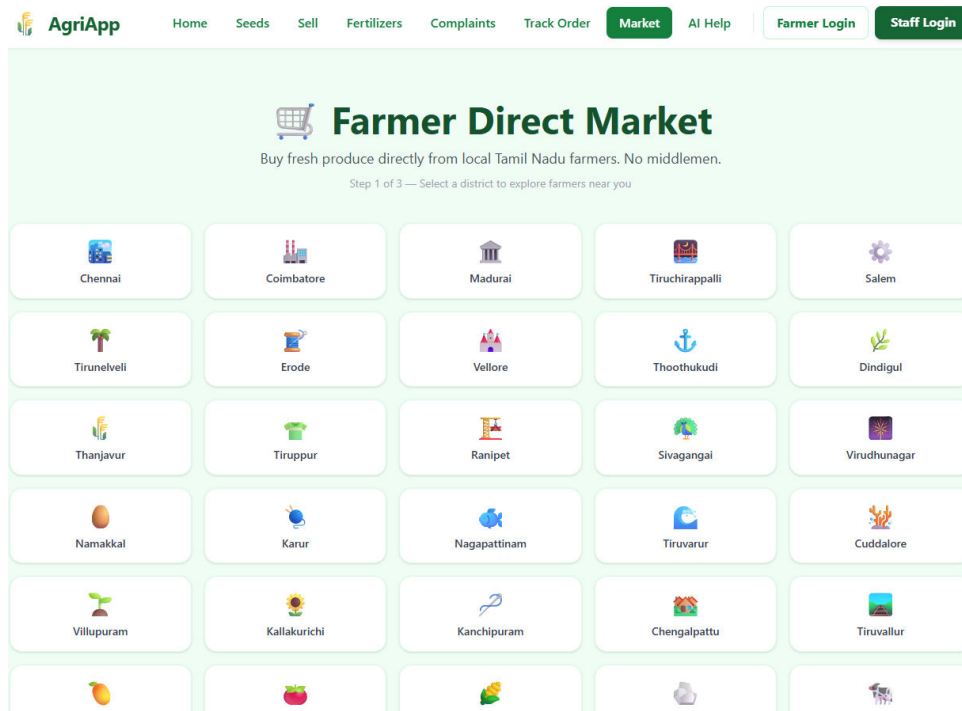 AgriApp Home Seeds Sell Fertilizers Complaints Track Order Market AI Help Farmer Login Staff Login
Farmer Direct Market
Buy fresh produce directly from local Tamil Nadu farmers. No middlemen.
Step 1 of 3 — Select a district to explore farmers near you
Chennai Coimbatore Madurai Tiruchirappalli Salem
Tirunelveli Erode Vellore Thoothukudi Dindigul
Thanjavur Tiruppur Ranipet Sivagangai Virudhunagar
Namakkal Karur Nagapattinam Tiruvarur Cuddalore
Villupuram Kallakurichi Kanchipuram Chengalpattu Tiruvallur